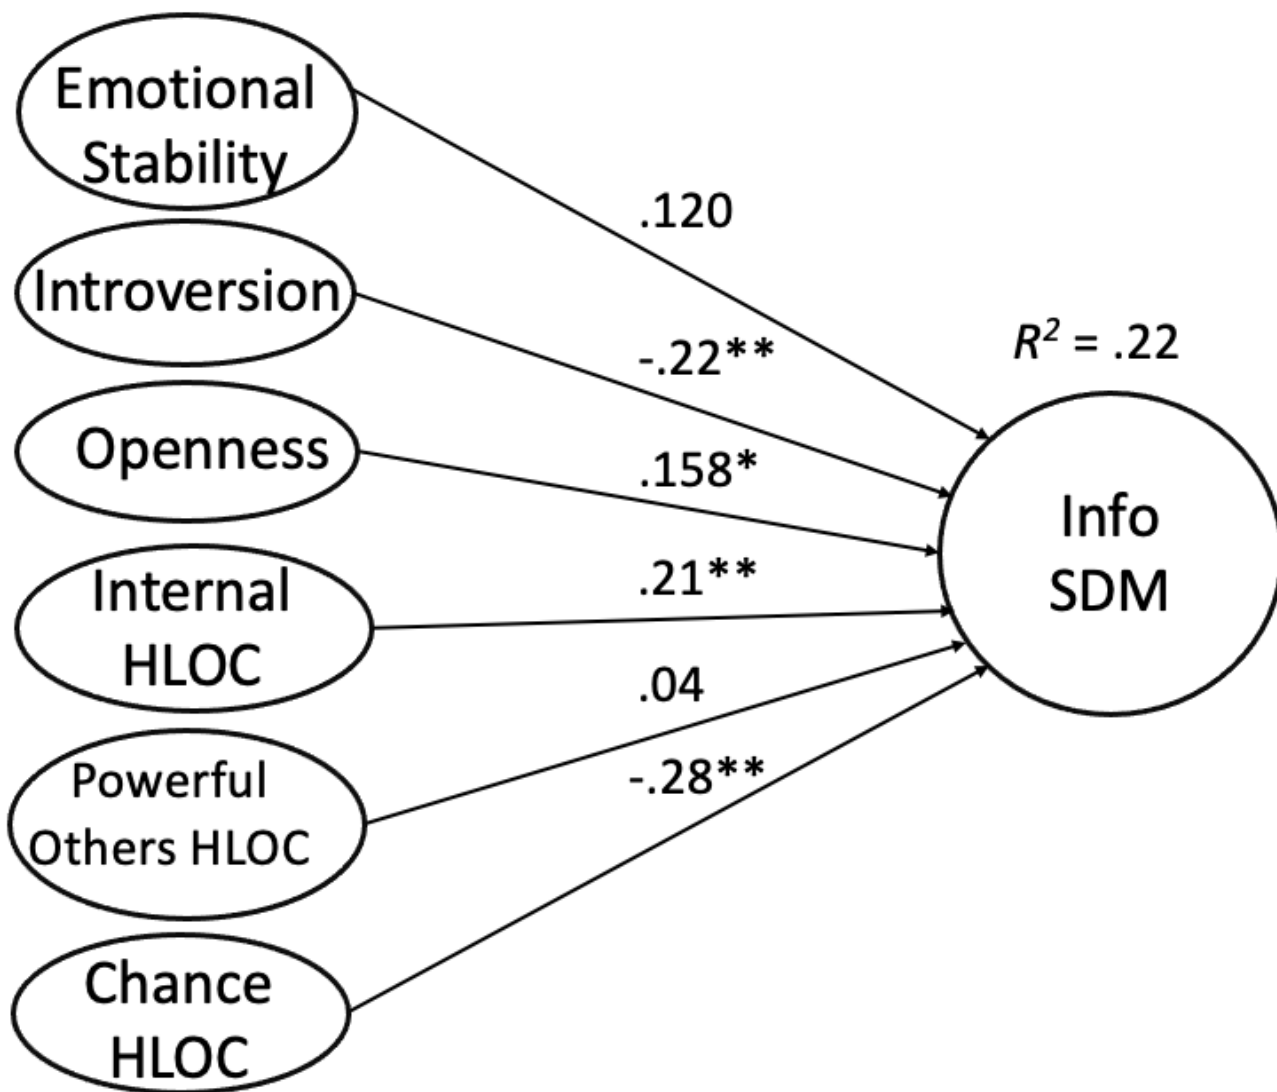 Emotional
Stability
.120
Introversion
-.22**
R² = .22
Openness
.158*
Info
SDM
Internal
HLOC
.21**
.04
Powerful
Others HLOC
-.28**
Chance
HLOC